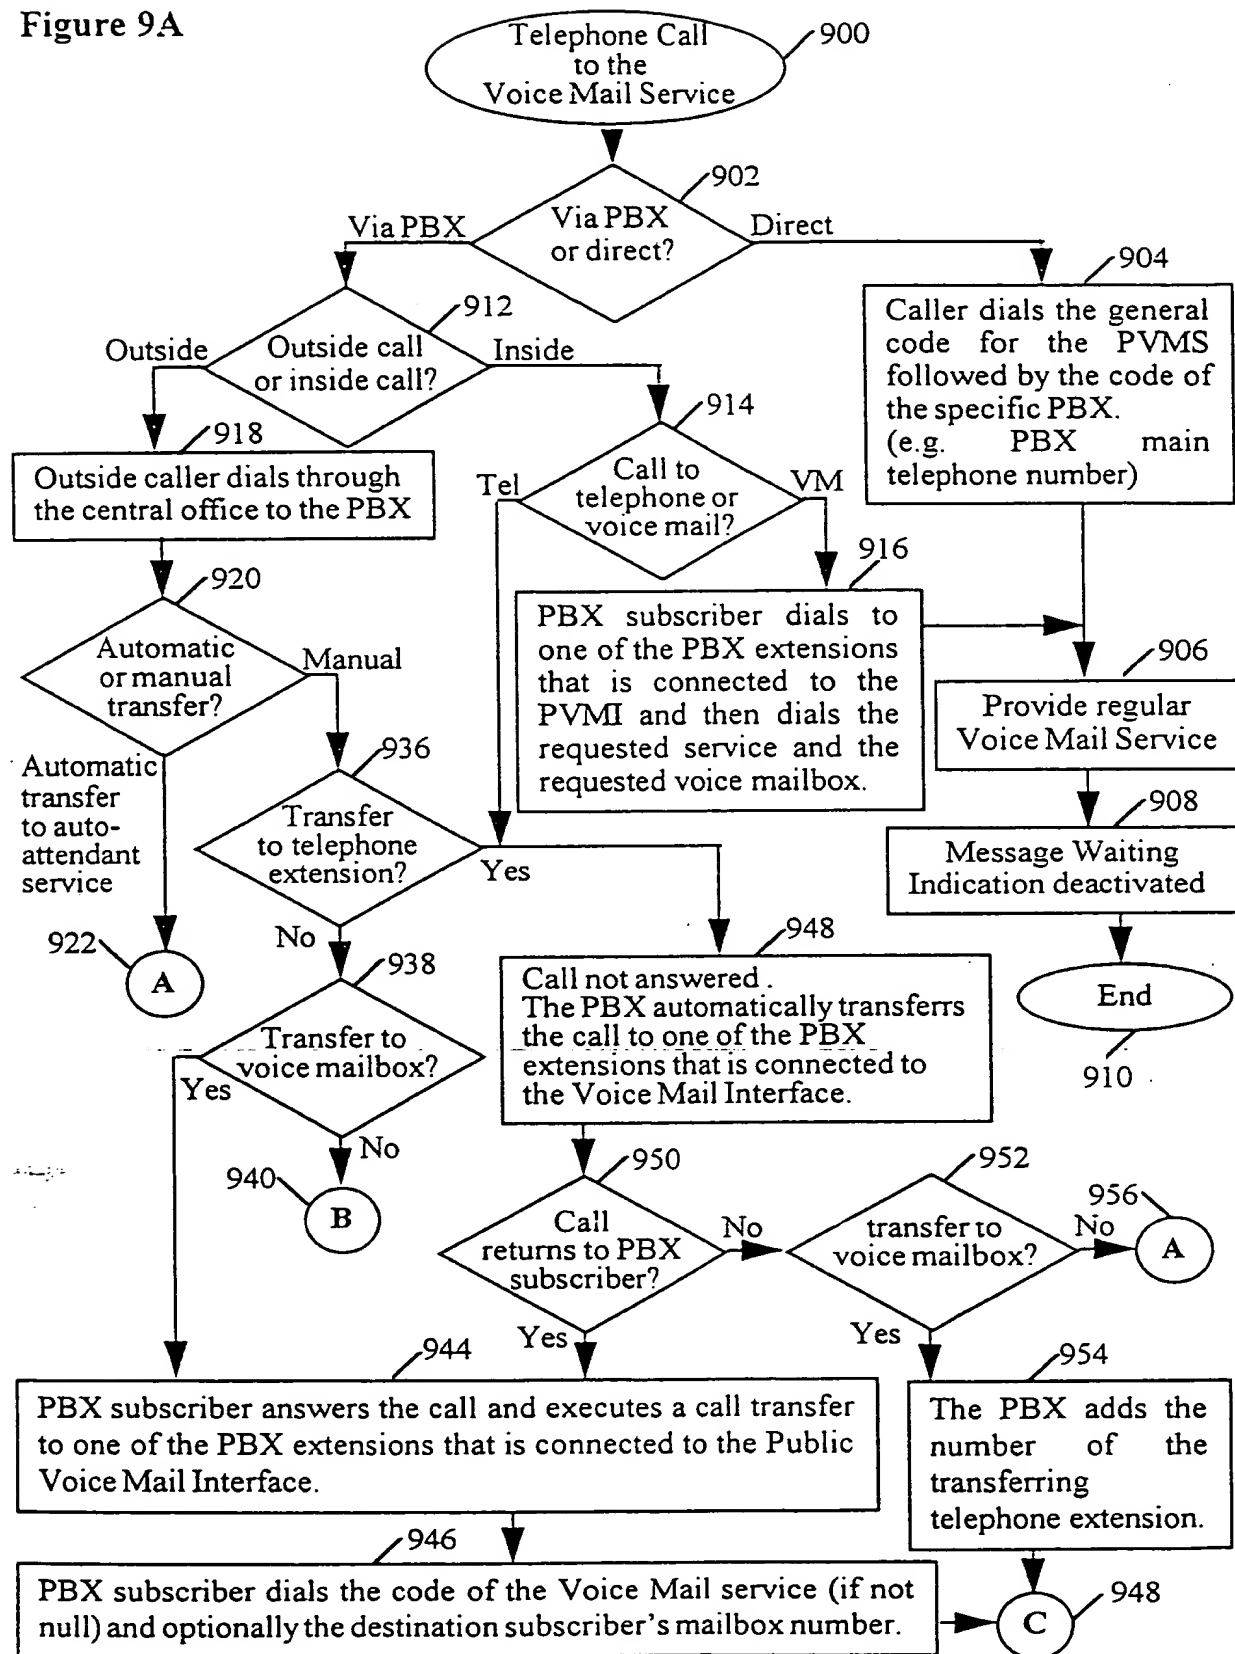 Figure 9A
Telephone Call
to the
Voice Mail Service
900
902
Via PBX
or direct?
Via PBX
Direct
904
Caller dials the general
code for the PVMS
followed by the code of
the specific PBX.
(e.g. PBX main
telephone number)
912
Outside call
or inside call?
Outside
Inside
914
Call to
telephone or
voice mail?
Tel
VM
918
Outside caller dials through
the central office to the PBX
916
PBX subscriber dials to
one of the PBX extensions
that is connected to the
PVMI and then dials the
requested service and the
requested voice mailbox.
906
Provide regular
Voice Mail Service
908
Message Waiting
Indication deactivated
End
910
920
Automatic
or manual
transfer?
Manual
Automatic
transfer
to auto-
attendant
service
922
A
936
Transfer
to telephone
extension?
Yes
No
938
Transfer to
voice mailbox?
Yes
No
940
B
948
Call not answered .
The PBX automatically transferrs
the call to one of the PBX
extensions that is connected to
the Voice Mail Interface.
950
Call
returns to PBX
subscriber?
No
Yes
952
transfer to
voice mailbox?
No
Yes
956
A
944
PBX subscriber answers the call and executes a call transfer
to one of the PBX extensions that is connected to the Public
Voice Mail Interface.
954
The PBX adds the
number of the
transferring
telephone extension.
946
PBX subscriber dials the code of the Voice Mail service (if not
null) and optionally the destination subscriber's mailbox number.
C
948